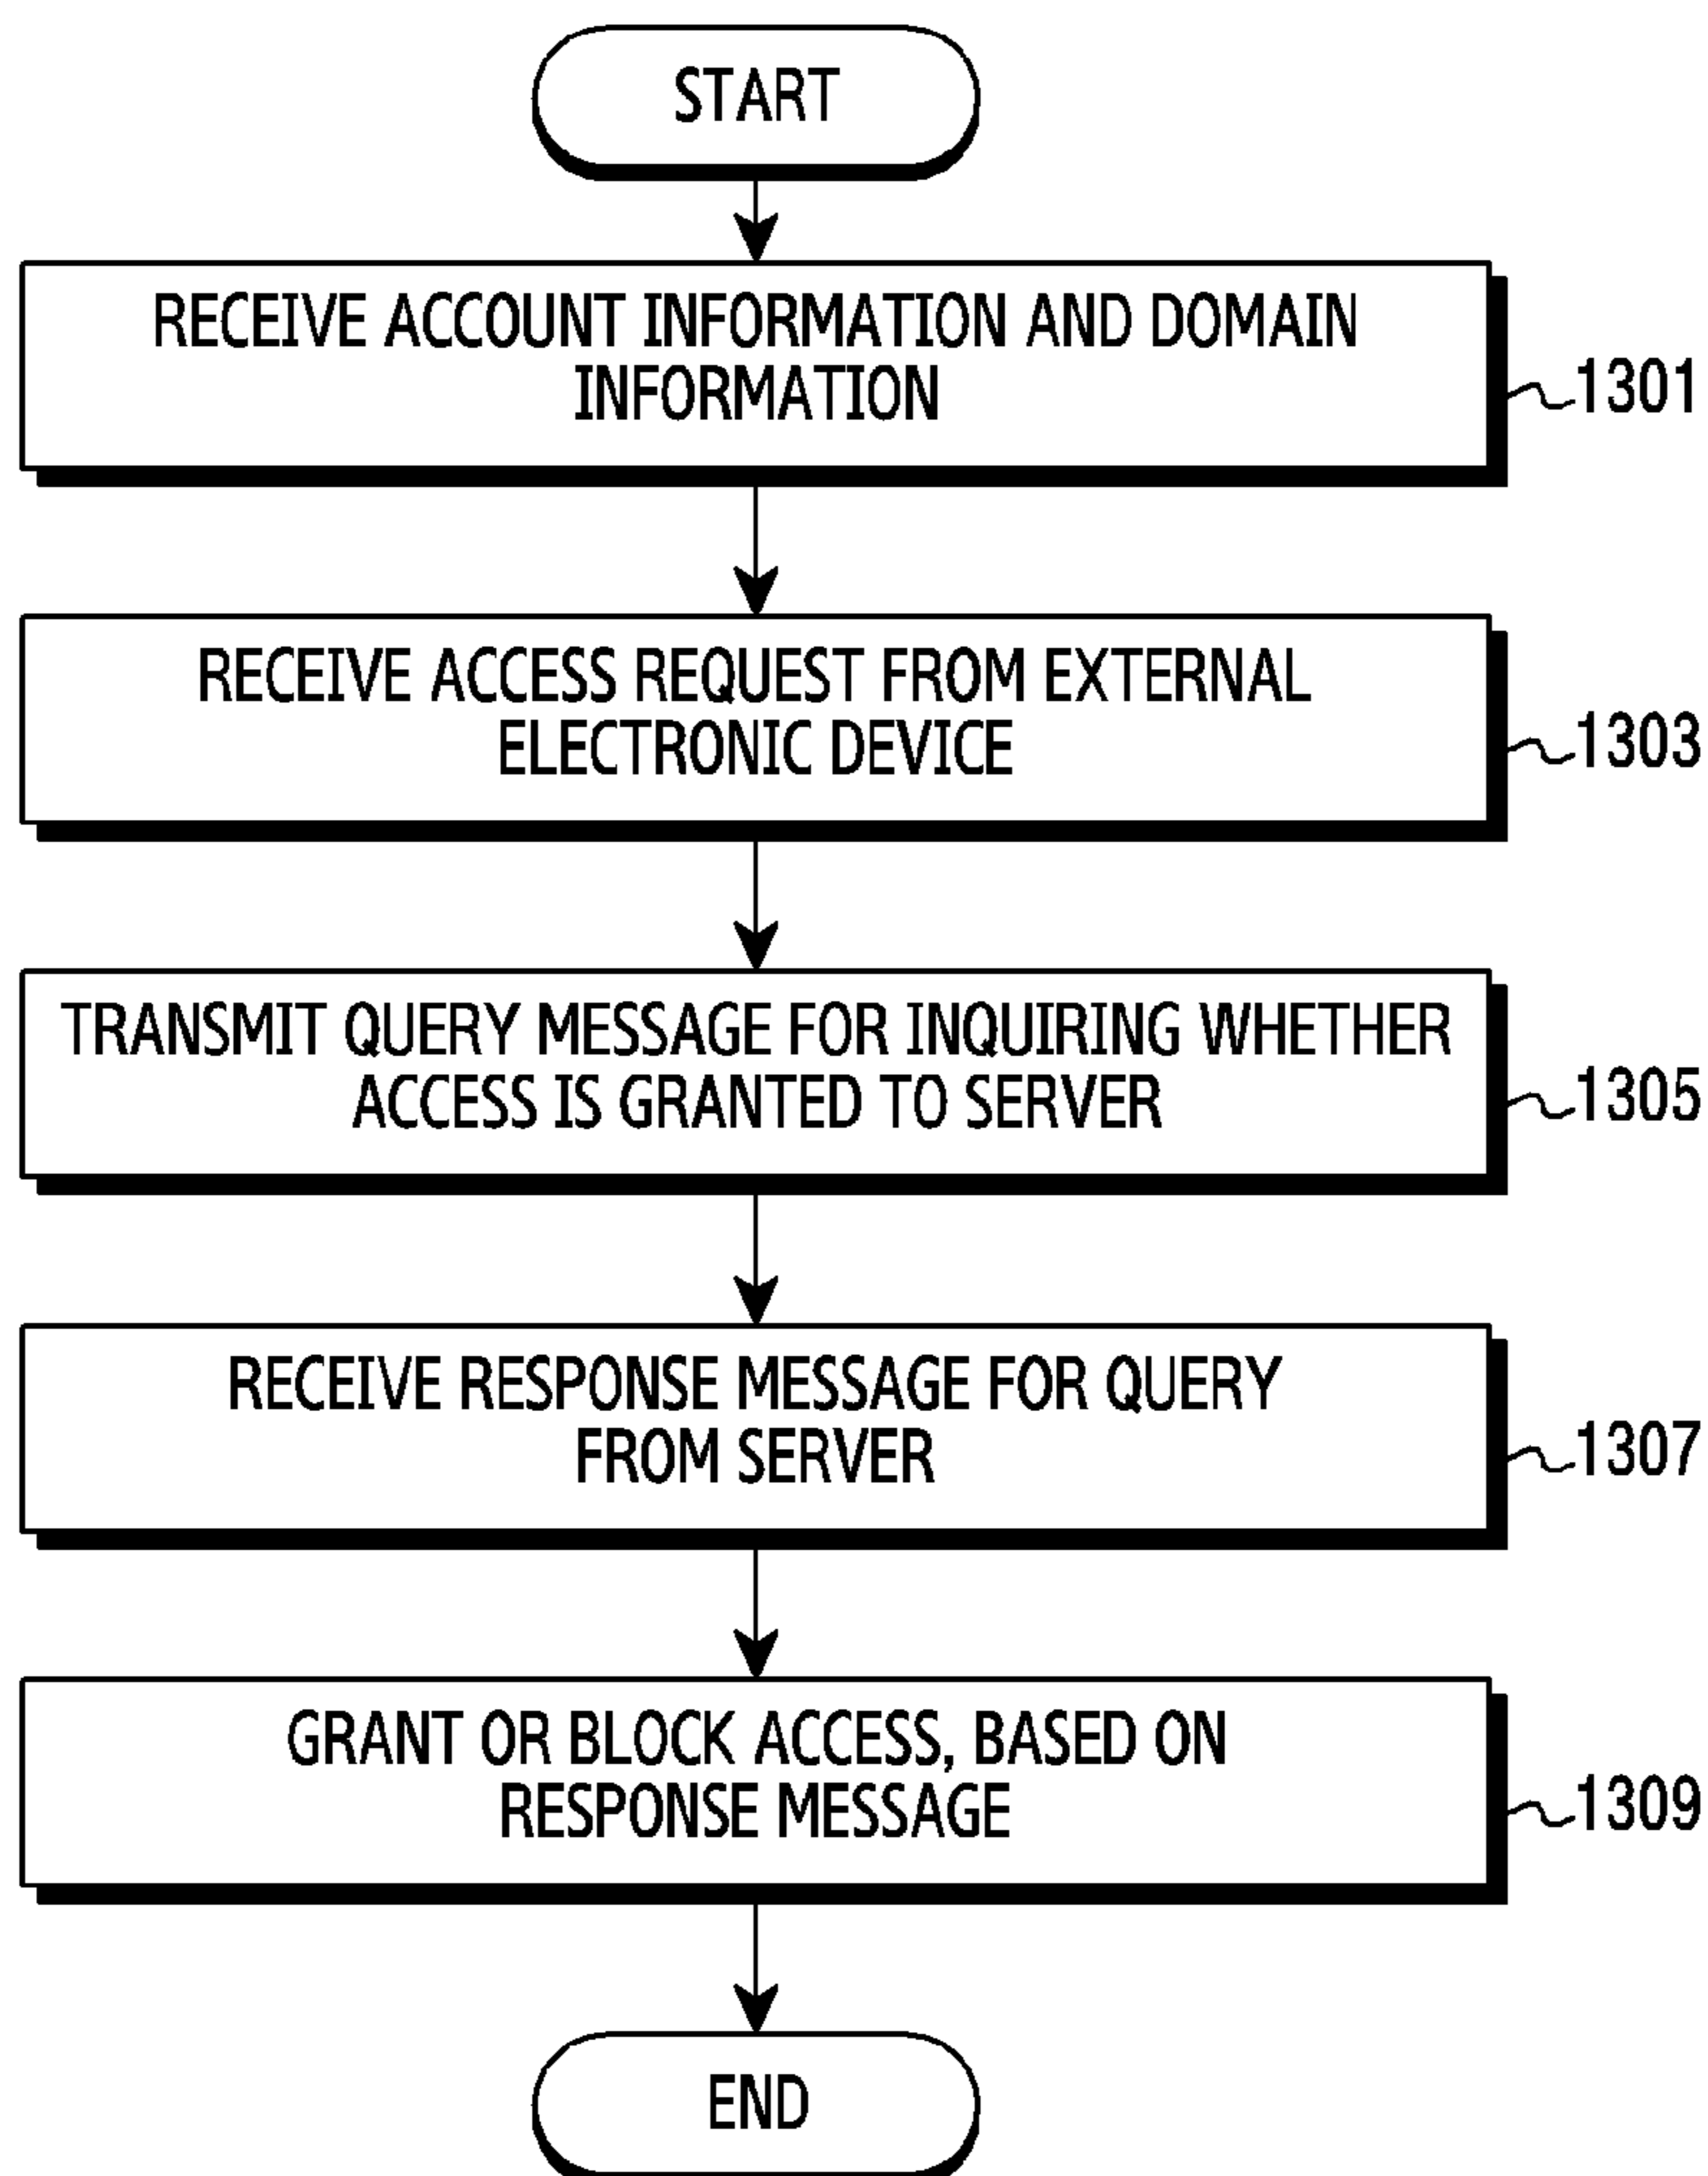 START
RECEIVE ACCOUNT INFORMATION AND DOMAIN
INFORMATION
1301
RECEIVE ACCESS REQUEST FROM EXTERNAL
ELECTRONIC DEVICE
1303
TRANSMIT QUERY MESSAGE FOR INQUIRING WHETHER
ACCESS IS GRANTED TO SERVER
1305
RECEIVE RESPONSE MESSAGE FOR QUERY
FROM SERVER
1307
GRANT OR BLOCK ACCESS, BASED ON
RESPONSE MESSAGE
1309
END